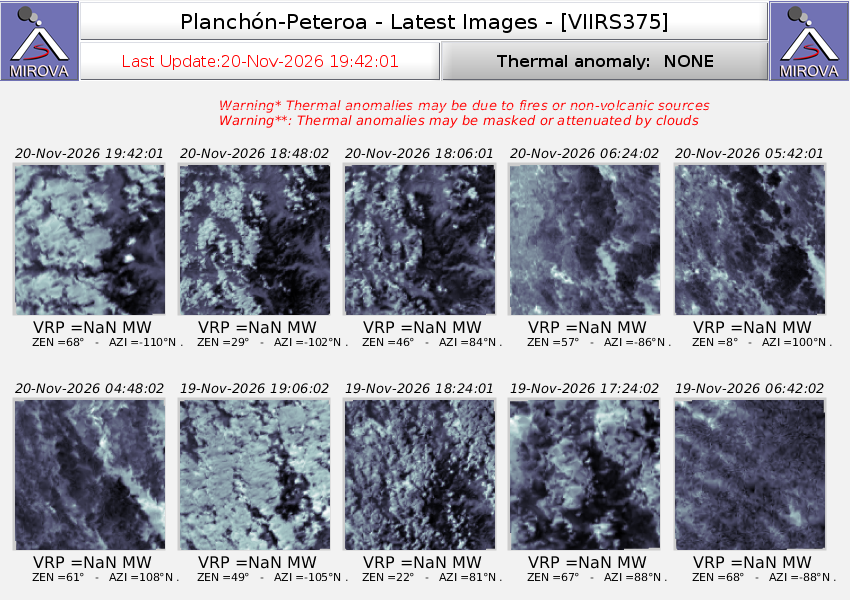 Planchón-Peteroa - Latest Images - [VIIRS375]
MIROVA
Last Update:20-Nov-2026 19:42:01
Thermal anomaly: NONE
MIROVA
Warning* Thermal anomalies may be due to fires or non-volcanic sources
Warning**: Thermal anomalies may be masked or attenuated by clouds
20-Nov-2026 19:42:01 20-Nov-2026 18:48:02 20-Nov-2026 18:06:01 20-Nov-2026 06:24:02 20-Nov-2026 05:42:01
VRP =NaN MW VRP =NaN MW VRP =NaN MW VRP =NaN MW VRP =NaN MW
ZEN =68° - AZI =-110°N . ZEN =29° - AZI =-102°N . ZEN =46° - AZI =84°N . ZEN =57° - AZI =-86°N . ZEN =8° - AZI =100°N .
20-Nov-2026 04:48:02 19-Nov-2026 19:06:02 19-Nov-2026 18:24:01 19-Nov-2026 17:24:02 19-Nov-2026 06:42:02
VRP =NaN MW VRP =NaN MW VRP =NaN MW VRP =NaN MW VRP =NaN MW
ZEN =61° - AZI =108°N . ZEN =49° - AZI =-105°N . ZEN =22° - AZI =81°N . ZEN =67° - AZI =88°N . ZEN =68° - AZI =-88°N .